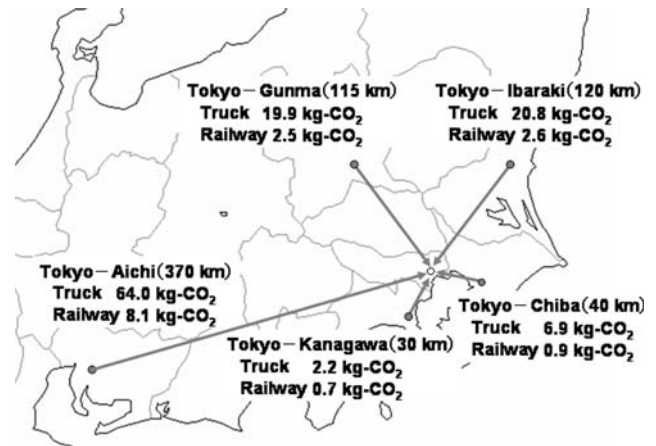 Tokyo－Gunma(115 km)
Truck 19.9 kg-CO₂
Railway 2.5 kg-CO₂
Tokyo－Ibaraki(120 km)
Truck 20.8 kg-CO₂
Railway 2.6 kg-CO₂
Tokyo－Aichi(370 km)
Truck 64.0 kg-CO₂
Railway 8.1 kg-CO₂
Tokyo－Chiba(40 km)
Truck 6.9 kg-CO₂
Railway 0.9 kg-CO₂
Tokyo－Kanagawa(30 km)
Truck 2.2 kg-CO₂
Railway 0.7 kg-CO₂